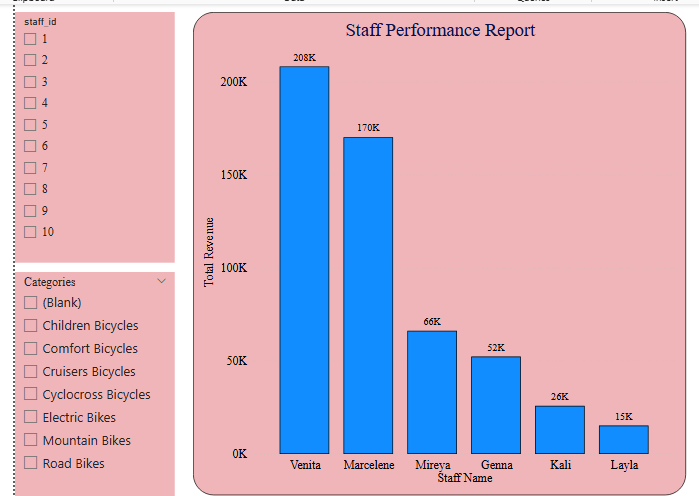 staff_id
1
2
3
4
5
6
7
8
9
10
Categories
(Blank)
Children Bicycles
Comfort Bicycles
Cruisers Bicycles
Cyclocross Bicycles
Electric Bikes
Mountain Bikes
Road Bikes
Staff Performance Report
208K
170K
66K
52K
26K
15K
200K
150K
100K
50K
0K
Total Revenue
Venita Marcelene Mireya Genna Kali Layla
Staff Name